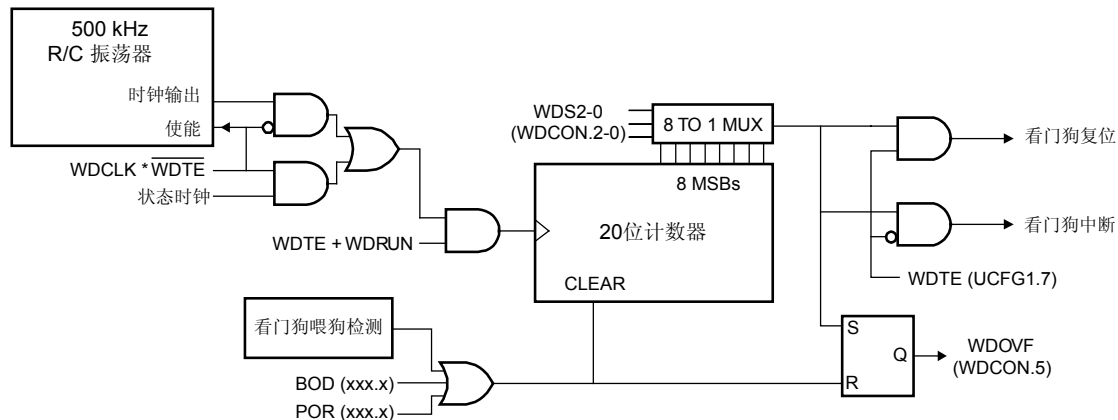 500 kHz
R/C 振荡器
时钟输出
使能
WDCLK * WDTE
状态时钟
WDTE + WDRUN
WDS2-0
(WDCON.2-0)
8 TO 1 MUX
8 MSBs
20位计数器
CLEAR
看门狗复位
看门狗中断
WDTE (UCFG1.7)
看门狗喂狗检测
BOD (xxx.x)
POR (xxx.x)
S
Q
R
WDOVF
(WDCON.5)